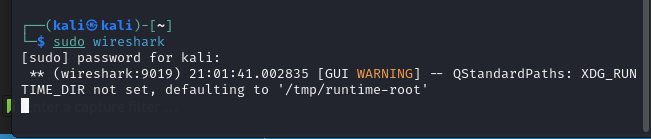 ┌──(kali㉿kali)-[~]
└─$ sudo wireshark
[sudo] password for kali:
 ** (wireshark:9019) 21:01:41.002835 [GUI WARNING] -- QStandardPaths: XDG_RUN
TIME_DIR not set, defaulting to '/tmp/runtime-root'